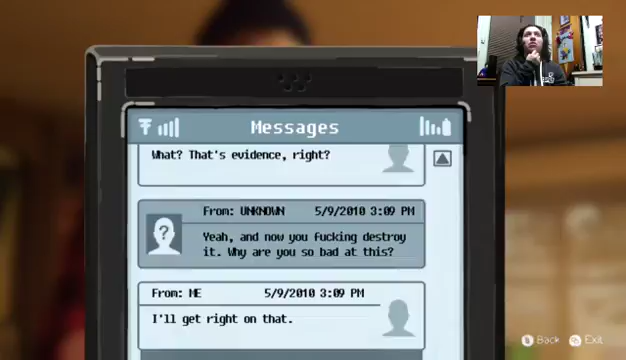 Messages
What? That's evidence, right?
From: UNKNOWN 5/9/2010 3:09 PM
Yeah, and now you fucking destroy
it. Why are you so bad at this?
From: ME 5/9/2010 3:09 PM
I'll get right on that.
Back Exit